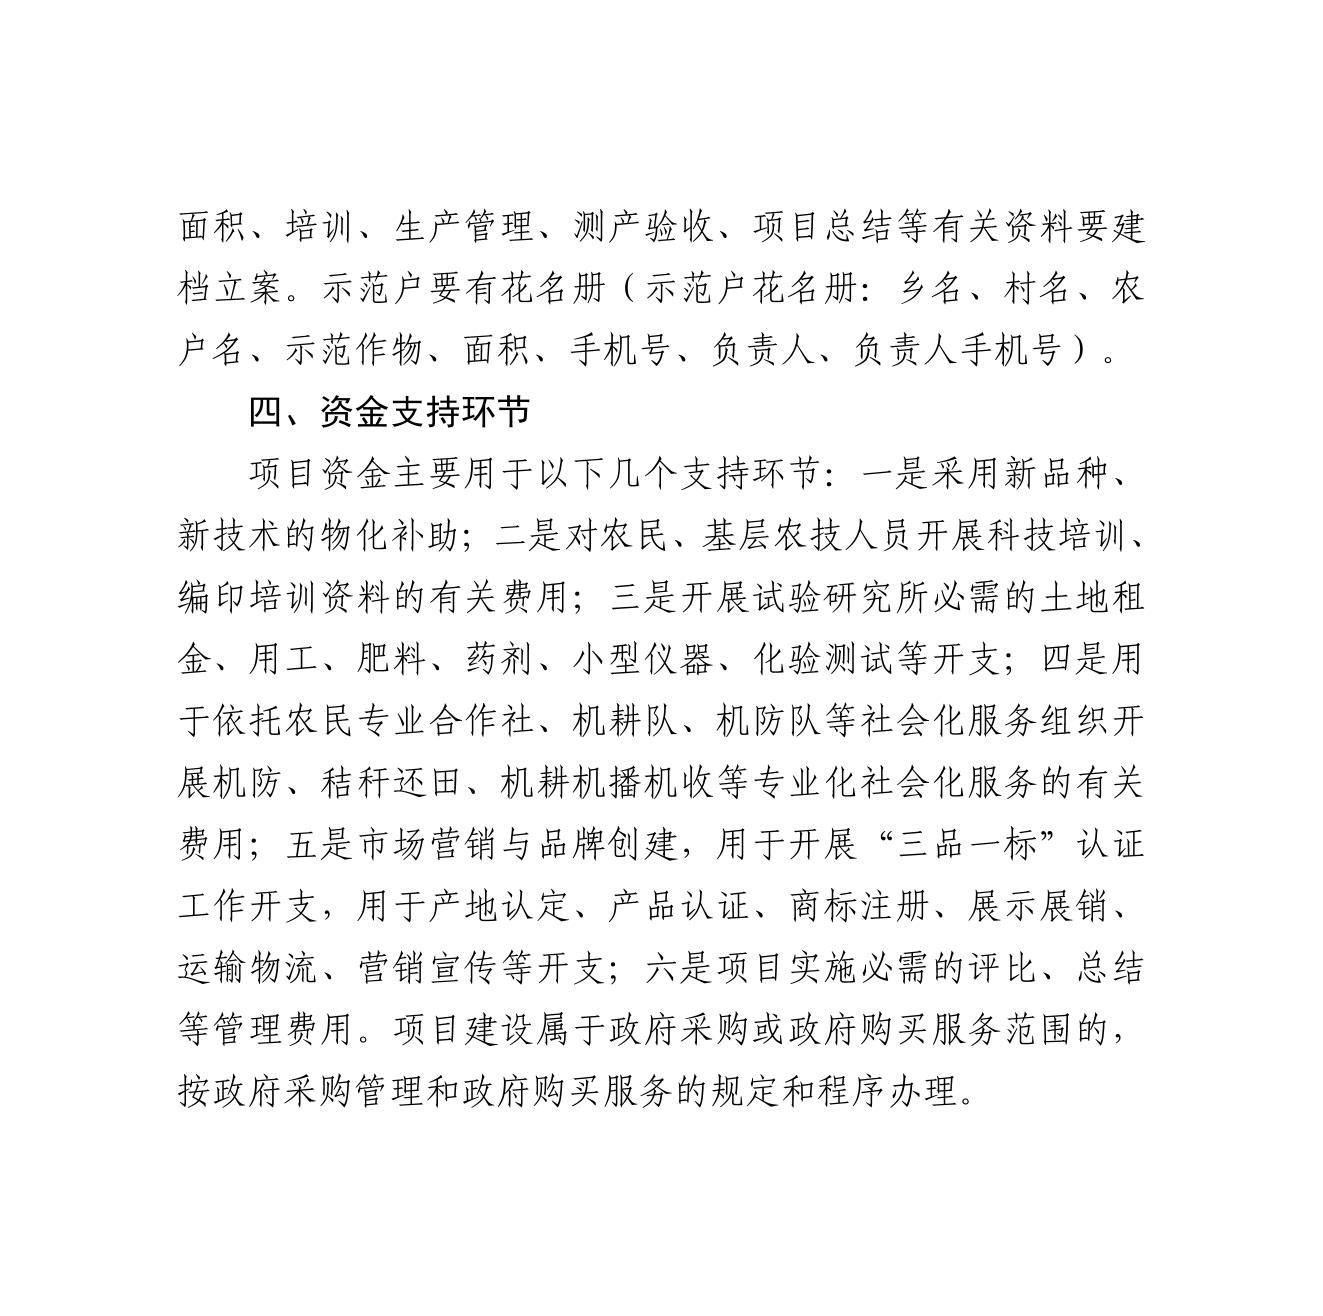 面积、培训、生产管理、测产验收、项目总结等有关资料要建
档立案。示范户要有花名册（示范户花名册：乡名、村名、农
户名、示范作物、面积、手机号、负责人、负责人手机号）。
四、资金支持环节
项目资金主要用于以下几个支持环节：一是采用新品种、
新技术的物化补助；二是对农民、基层农技人员开展科技培训、
编印培训资料的有关费用；三是开展试验研究所必需的土地租
金、用工、肥料、药剂、小型仪器、化验测试等开支；四是用
于依托农民专业合作社、机耕队、机防队等社会化服务组织开
展机防、秸秆还田、机耕机播机收等专业化社会化服务的有关
费用；五是市场营销与品牌创建，用于开展“三品一标”认证
工作开支，用于产地认定、产品认证、商标注册、展示展销、
运输物流、营销宣传等开支；六是项目实施必需的评比、总结
等管理费用。项目建设属于政府采购或政府购买服务范围的，
按政府采购管理和政府购买服务的规定和程序办理。